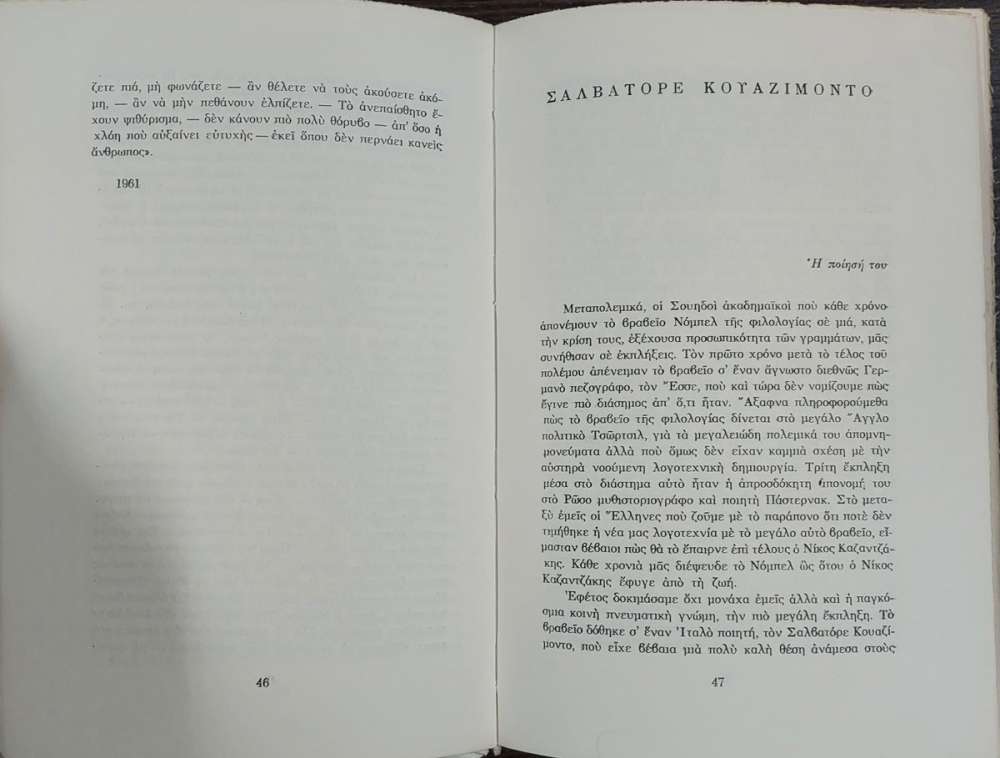 ζετε πιά, μὴ φωνάζετε — ἂν θέλετε νὰ τοὺς ἀκούσετε ἀκό-
μη, — ἂν νὰ μὴν πεθάνουν ἐλπίζετε. — Τὸ ἀνεπαίσθητο ἔ-
χουν ψιθύρισμα, — δὲν κάνουν πιὸ πολὺ θόρυβο — ἀπ' ὅσο ἡ
χλόη ποὺ αὐξαίνει εὐτυχὴς — ἐκεῖ ὅπου δὲν περνάει κανεὶς
ἄνθρωπος».
1961
46
ΣΑΛΒΑΤΟΡΕ ΚΟΥΑΖΙΜΟΝΤΟ
Ἡ ποίησή του
Μεταπολεμικά, οἱ Σουηδοὶ ἀκαδημαϊκοὶ ποὺ κάθε χρόνο
ἀπονέμουν τὸ βραβεῖο Νόμπελ τῆς φιλολογίας σὲ μιά, κατὰ
τὴν κρίση τους, ἐξέχουσα προσωπικότητα τῶν γραμμάτων, μᾶς
συνήθισαν σὲ ἐκπλήξεις. Τὸν πρῶτο χρόνο μετὰ τὸ τέλος τοῦ
πολέμου ἀπένειμαν τὸ βραβεῖο σ' ἕναν ἄγνωστο διεθνῶς Γερ-
μανὸ πεζογράφο, τὸν Ἔσσε, ποὺ καὶ τώρα δὲν νομίζουμε πὼς
ἔγινε πιὸ διάσημος ἀπ' ὅ,τι ἦταν. Ἄξαφνα πληροφορούμεθα
πὼς τὸ βραβεῖο τῆς φιλολογίας δίνεται στὸ μεγάλο Ἄγγλο
πολιτικὸ Τσῶρτσιλ, γιὰ τὰ μεγαλειώδη πολεμικά του ἀπομνη-
μονεύματα ἀλλὰ ποὺ ὅμως δὲν εἶχαν καμμιὰ σχέση μὲ τὴν
αὐστηρὰ νοούμενη λογοτεχνικὴ δημιουργία. Τρίτη ἔκπληξη
μέσα στὸ διάστημα αὐτὸ ἦταν ἡ ἀπροσδόκητη ἀπονομή του
στὸ Ρῶσο μυθιστοριογράφο καὶ ποιητὴ Πάστερνακ. Στὸ μετα-
ξὺ ἐμεῖς οἱ Ἕλληνες ποὺ ζοῦμε μὲ τὸ παράπονο ὅτι ποτὲ δὲν
τιμήθηκε ἡ νέα μας λογοτεχνία μὲ τὸ μεγάλο αὐτὸ βραβεῖο, εἴ-
μασταν βέβαιοι πὼς θὰ τὸ ἔπαιρνε ἐπὶ τέλους ὁ Νίκος Καζαντζά-
κης. Κάθε χρονιὰ μᾶς διέψευδε τὸ Νόμπελ ὡς ὅτου ὁ Νίκος
Καζαντζάκης ἔφυγε ἀπὸ τὴ ζωή.
Ἐφέτος δοκιμάσαμε ὄχι μονάχα ἐμεῖς ἀλλὰ καὶ ἡ παγκό-
σμια κοινὴ πνευματικὴ γνώμη, τὴν πιὸ μεγάλη ἔκπληξη. Τὸ
βραβεῖο δόθηκε σ' ἕναν Ἰταλὸ ποιητή, τὸν Σαλβατόρε Κουαζί-
μοντο, ποὺ εἶχε βέβαια μιὰ πολὺ καλὴ θέση ἀνάμεσα στοὺς
47